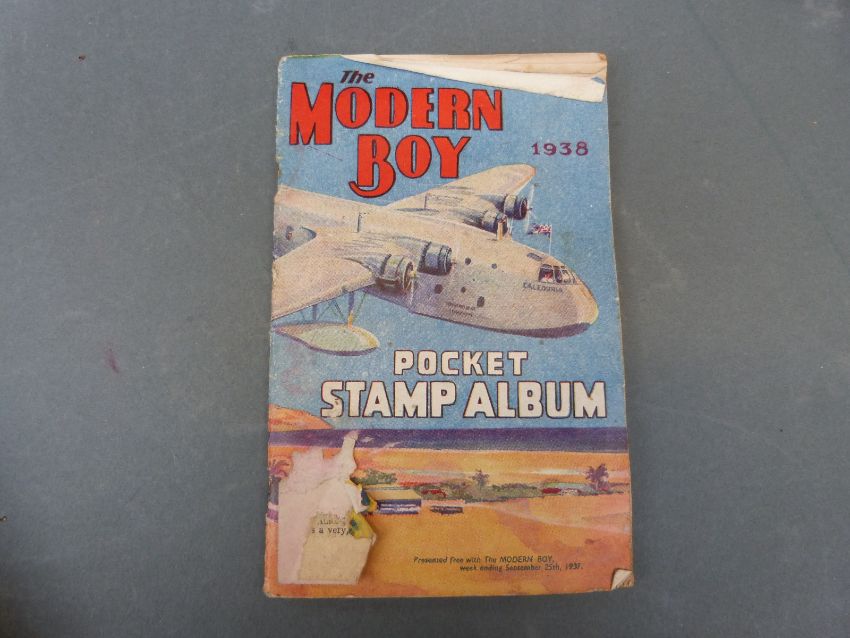 The
MODERN
BOY
1938
CALEDONIA
POCKET
STAMP ALBUM
s a very,
Presented free with The MODERN BOY,
week ending September 25th, 1937.